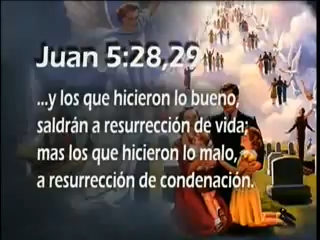 Juan 5:28,29
...y los que hicieron lo bueno,
saldrán a resurrección de vida;
mas los que hicieron lo malo,
a resurrección de condenación.